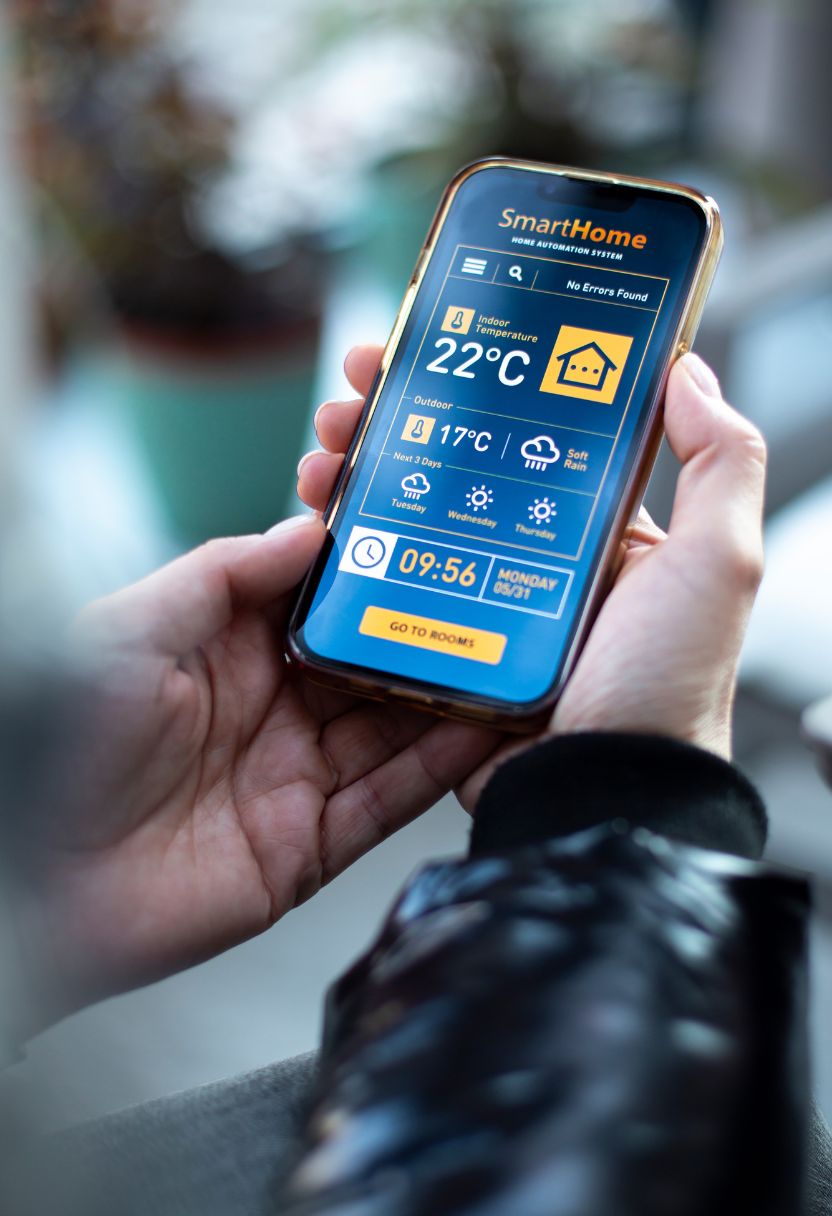 SmartHome
HOME AUTOMATION SYSTEM
No Errors Found
Indoor
Temperature
22°C
Outdoor
17°C
Soft
Rain
Next 3 Days
Tuesday
Wednesday
Thursday
09:56
MONDAY
05/31
GO TO ROOMS